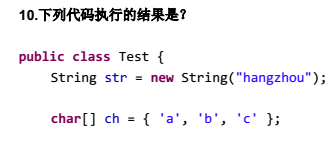 10.下列代码执行的结果是?
public class Test {
    String str = new String("hangzhou");
    char[] ch = { 'a', 'b', 'c' };